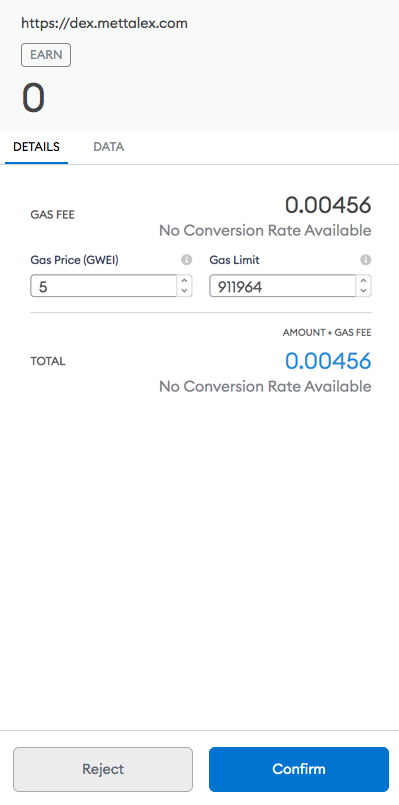 https://dex.mettalex.com
EARN
0
DETAILS DATA
GAS FEE 0.00456
No Conversion Rate Available
Gas Price (GWEI) Gas Limit
5 911964
AMOUNT + GAS FEE
TOTAL 0.00456
No Conversion Rate Available
Reject Confirm